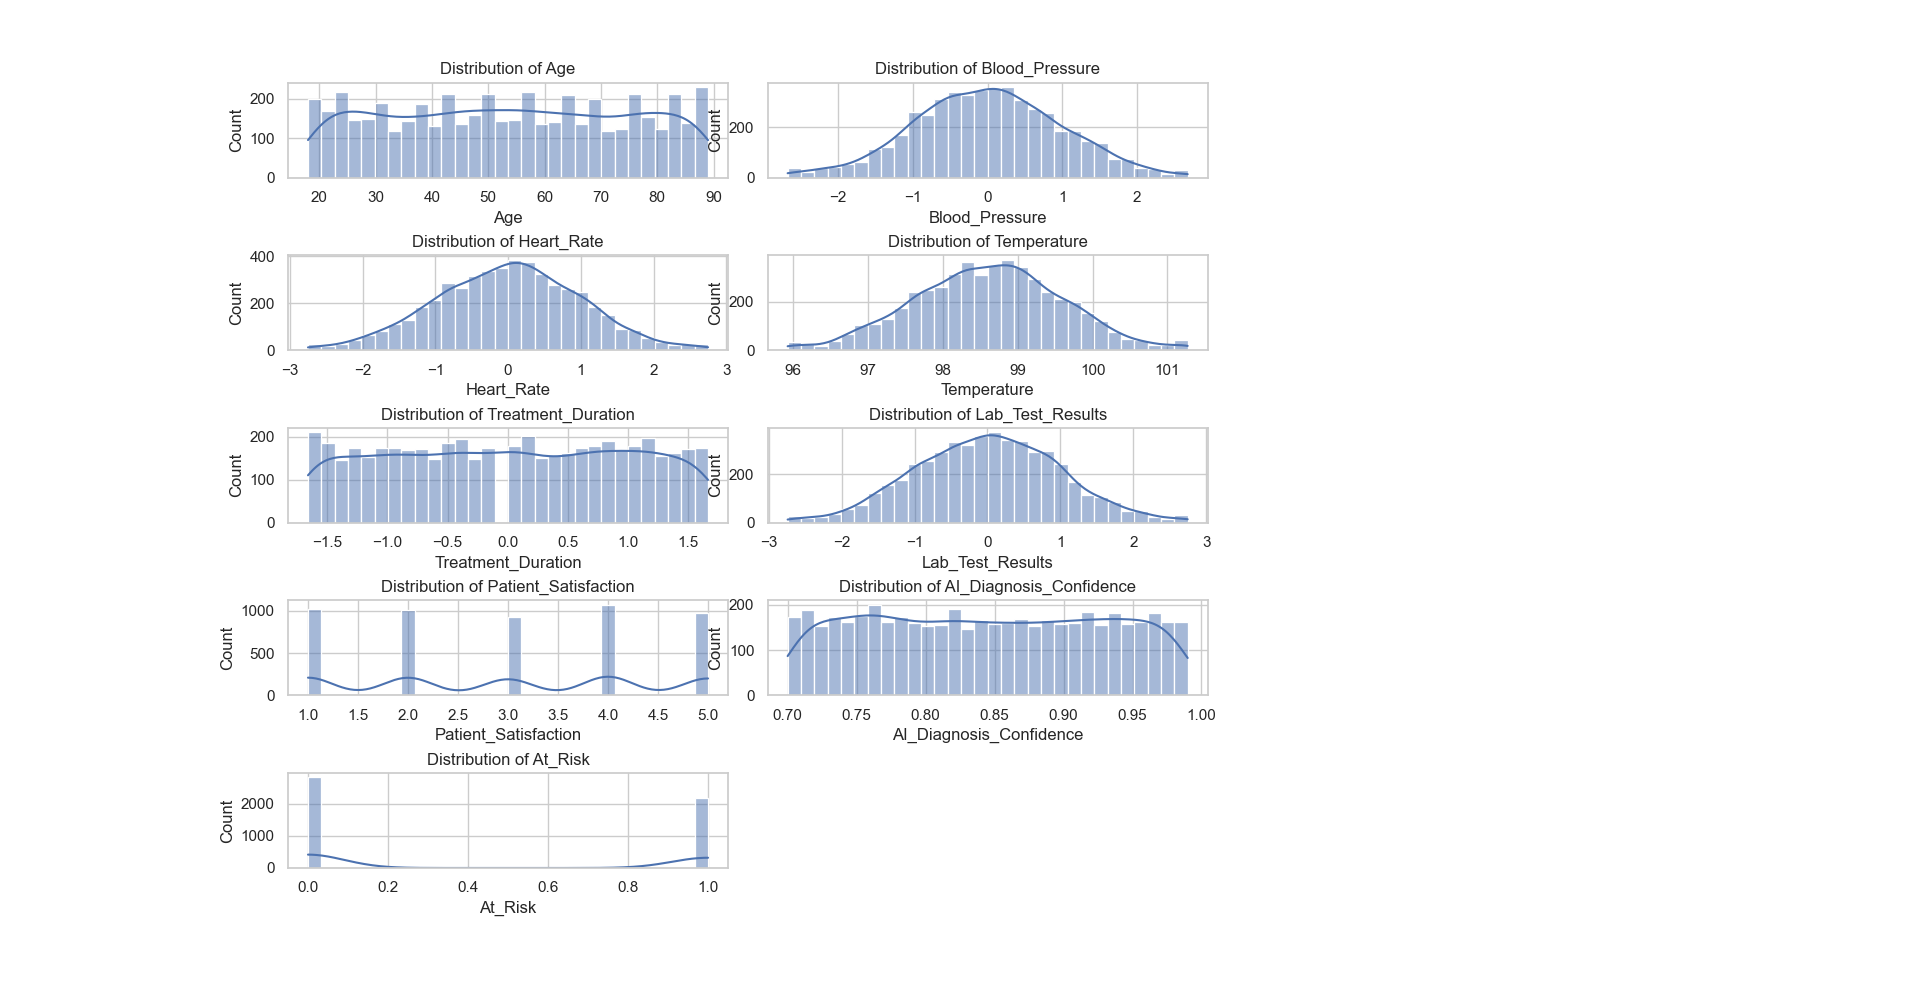 Distribution of Age
Count
200
100
0
20 30 40 50 60 70 80 90
Age
Distribution of Blood_Pressure
Count
200
0
−2 −1 0 1 2
Blood_Pressure
Distribution of Heart_Rate
Count
400
200
0
−3 −2 −1 0 1 2 3
Heart_Rate
Distribution of Temperature
Count
200
0
96 97 98 99 100 101
Temperature
Distribution of Treatment_Duration
Count
200
100
0
−1.5 −1.0 −0.5 0.0 0.5 1.0 1.5
Treatment_Duration
Distribution of Lab_Test_Results
Count
200
0
−3 −2 −1 0 1 2 3
Lab_Test_Results
Distribution of Patient_Satisfaction
Count
1000
500
0
1.0 1.5 2.0 2.5 3.0 3.5 4.0 4.5 5.0
Patient_Satisfaction
Distribution of AI_Diagnosis_Confidence
Count
200
100
0
0.70 0.75 0.80 0.85 0.90 0.95 1.00
AI_Diagnosis_Confidence
Distribution of At_Risk
Count
2000
1000
0
0.0 0.2 0.4 0.6 0.8 1.0
At_Risk